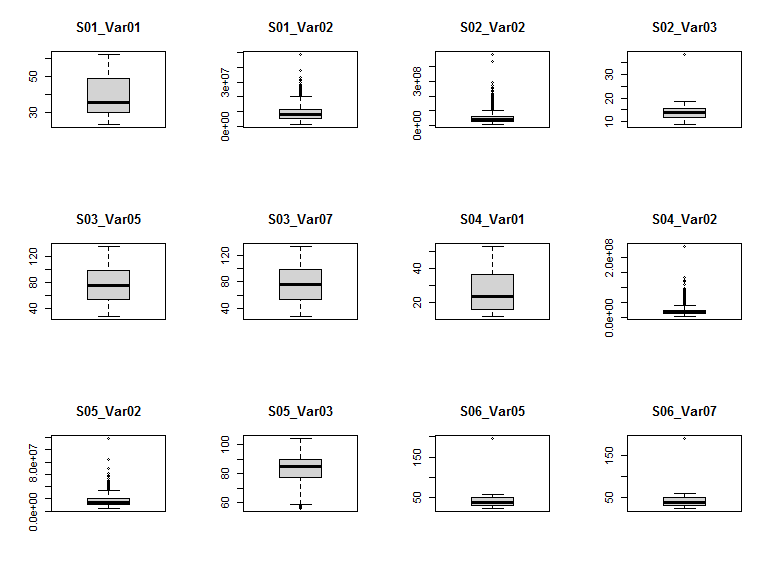 S01_Var01 S01_Var02 S02_Var02 S02_Var03
50
30
3e+07
0e+00
3e+08
0e+00
30
20
10
S03_Var05 S03_Var07 S04_Var01 S04_Var02
120
80
40
120
80
40
40
20
2.0e+08
0.0e+00
S05_Var02 S05_Var03 S06_Var05 S06_Var07
8.0e+07
0.0e+00
100
80
60
150
50
150
50